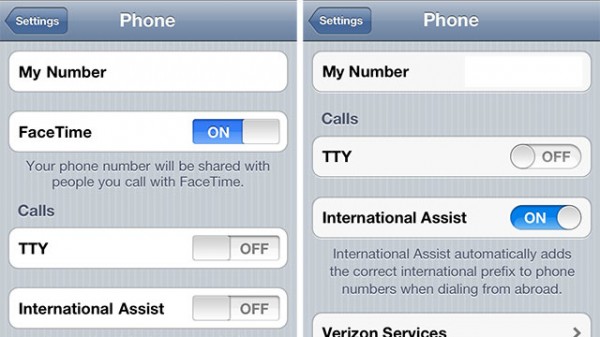 Settings
Phone
My Number
FaceTime
ON
Your phone number will be shared with
people you call with FaceTime.
Calls
TTY
OFF
International Assist
OFF
Settings
Phone
My Number
Calls
TTY
OFF
International Assist
ON
International Assist automatically adds
the correct international prefix to phone
numbers when dialing from abroad.
Verizon Services